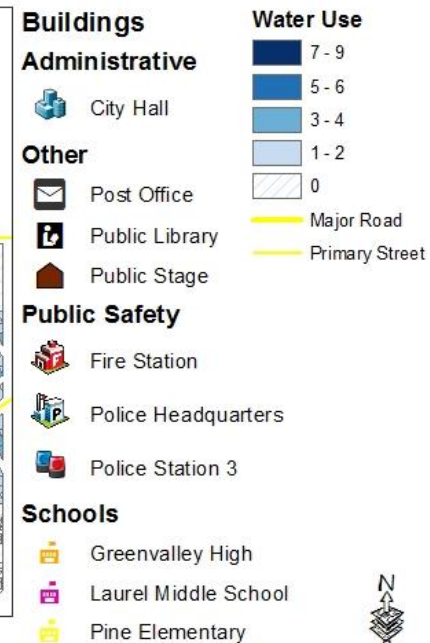 Buildings
Administrative
City Hall
Other
Post Office
Public Library
Public Stage
Public Safety
Fire Station
P
Police Headquarters
Police Station 3
Schools
Greenvalley High
Laurel Middle School
Pine Elementary
Water Use
7 - 9
5 - 6
3 - 4
1 - 2
0
Major Road
Primary Street
N